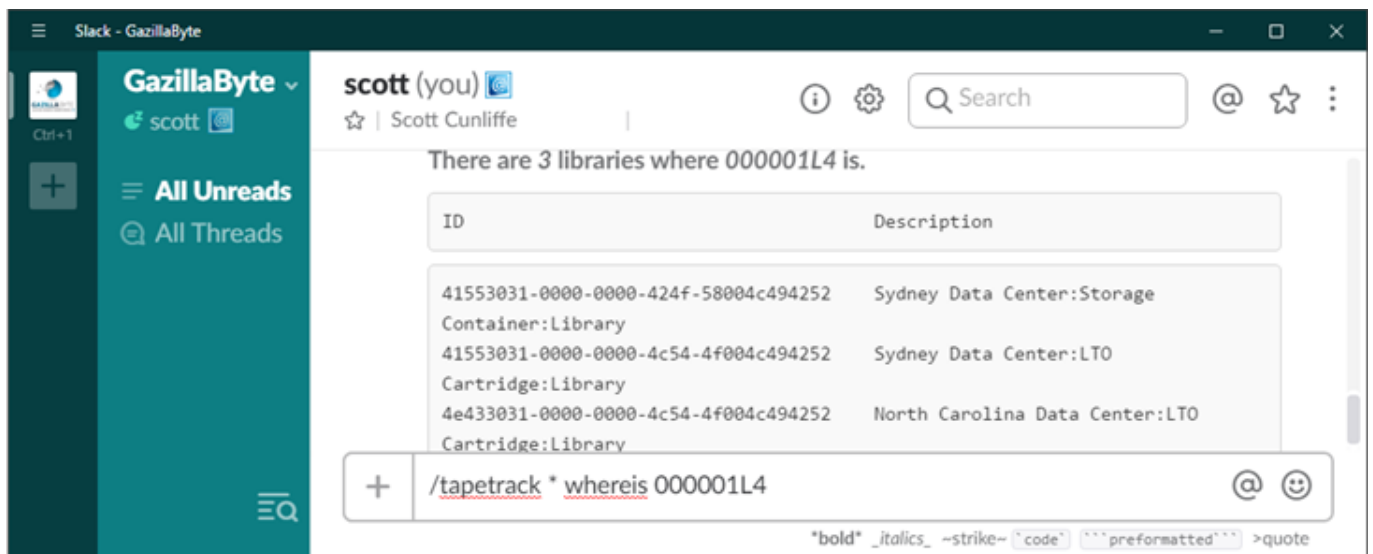 Slack - GazillaByte
Ctrl+1
GazillaByte
scott
All Unreads
All Threads
scott (you)
Scott Cunliffe
Search
There are 3 libraries where 000001L4 is.
ID Description
41553031-0000-0000-424f-58004c494252 Sydney Data Center:Storage
Container:Library
41553031-0000-0000-4c54-4f004c494252 Sydney Data Center:LTO
Cartridge:Library
4e433031-0000-0000-4c54-4f004c494252 North Carolina Data Center:LTO
Cartridge:Library
/tapetrack * whereis 000001L4
*bold* _italics_ ~strike~ `code` ```preformatted``` >quote